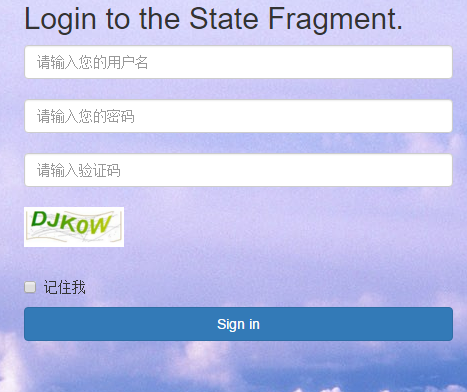 Login to the State Fragment.
请输入您的用户名
请输入您的密码
请输入验证码
DJKoW
记住我
Sign in